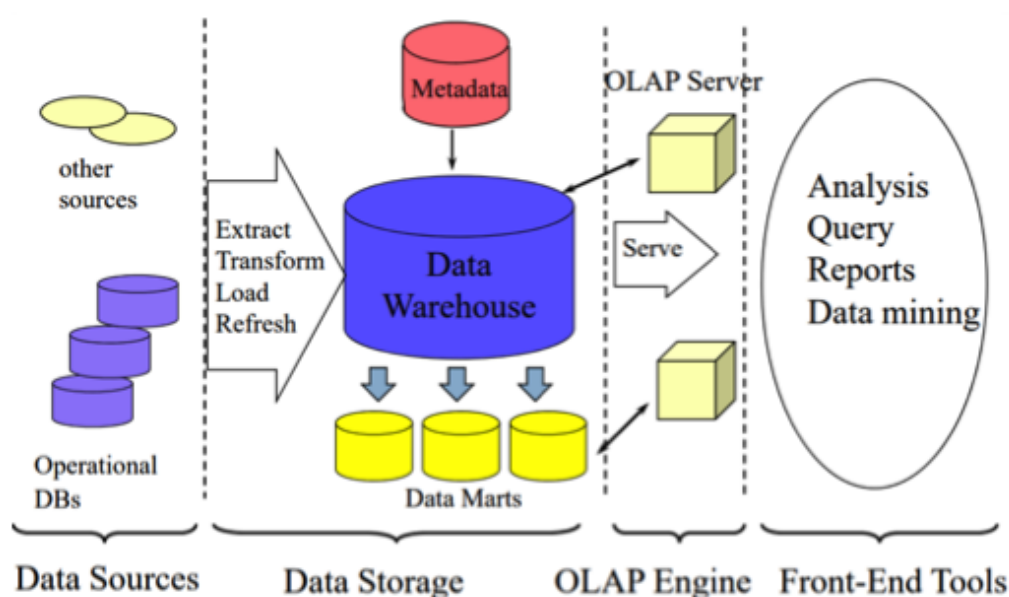 Metadata
OLAP Server
other
sources
Extract
Transform
Load
Refresh
Data
Warehouse
Serve
Analysis
Query
Reports
Data mining
Operational
DBs
Data Marts
Data Sources
Data Storage
OLAP Engine
Front-End Tools